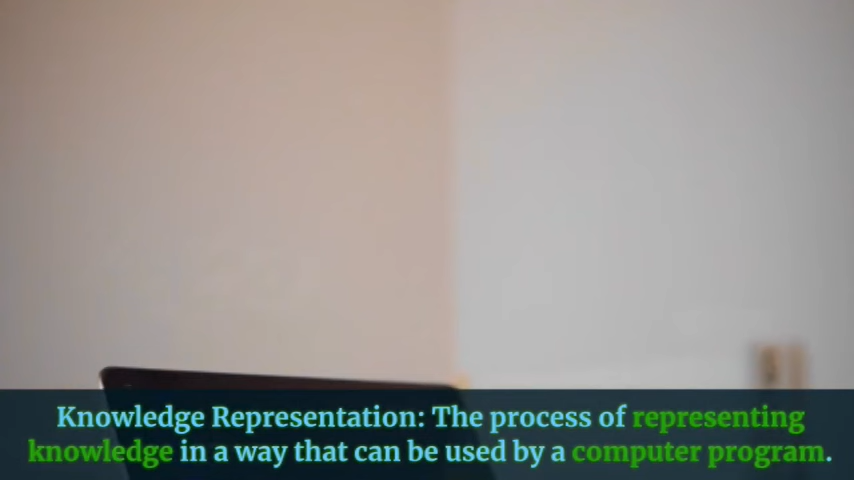 Knowledge Representation: The process of representing
knowledge in a way that can be used by a computer program.